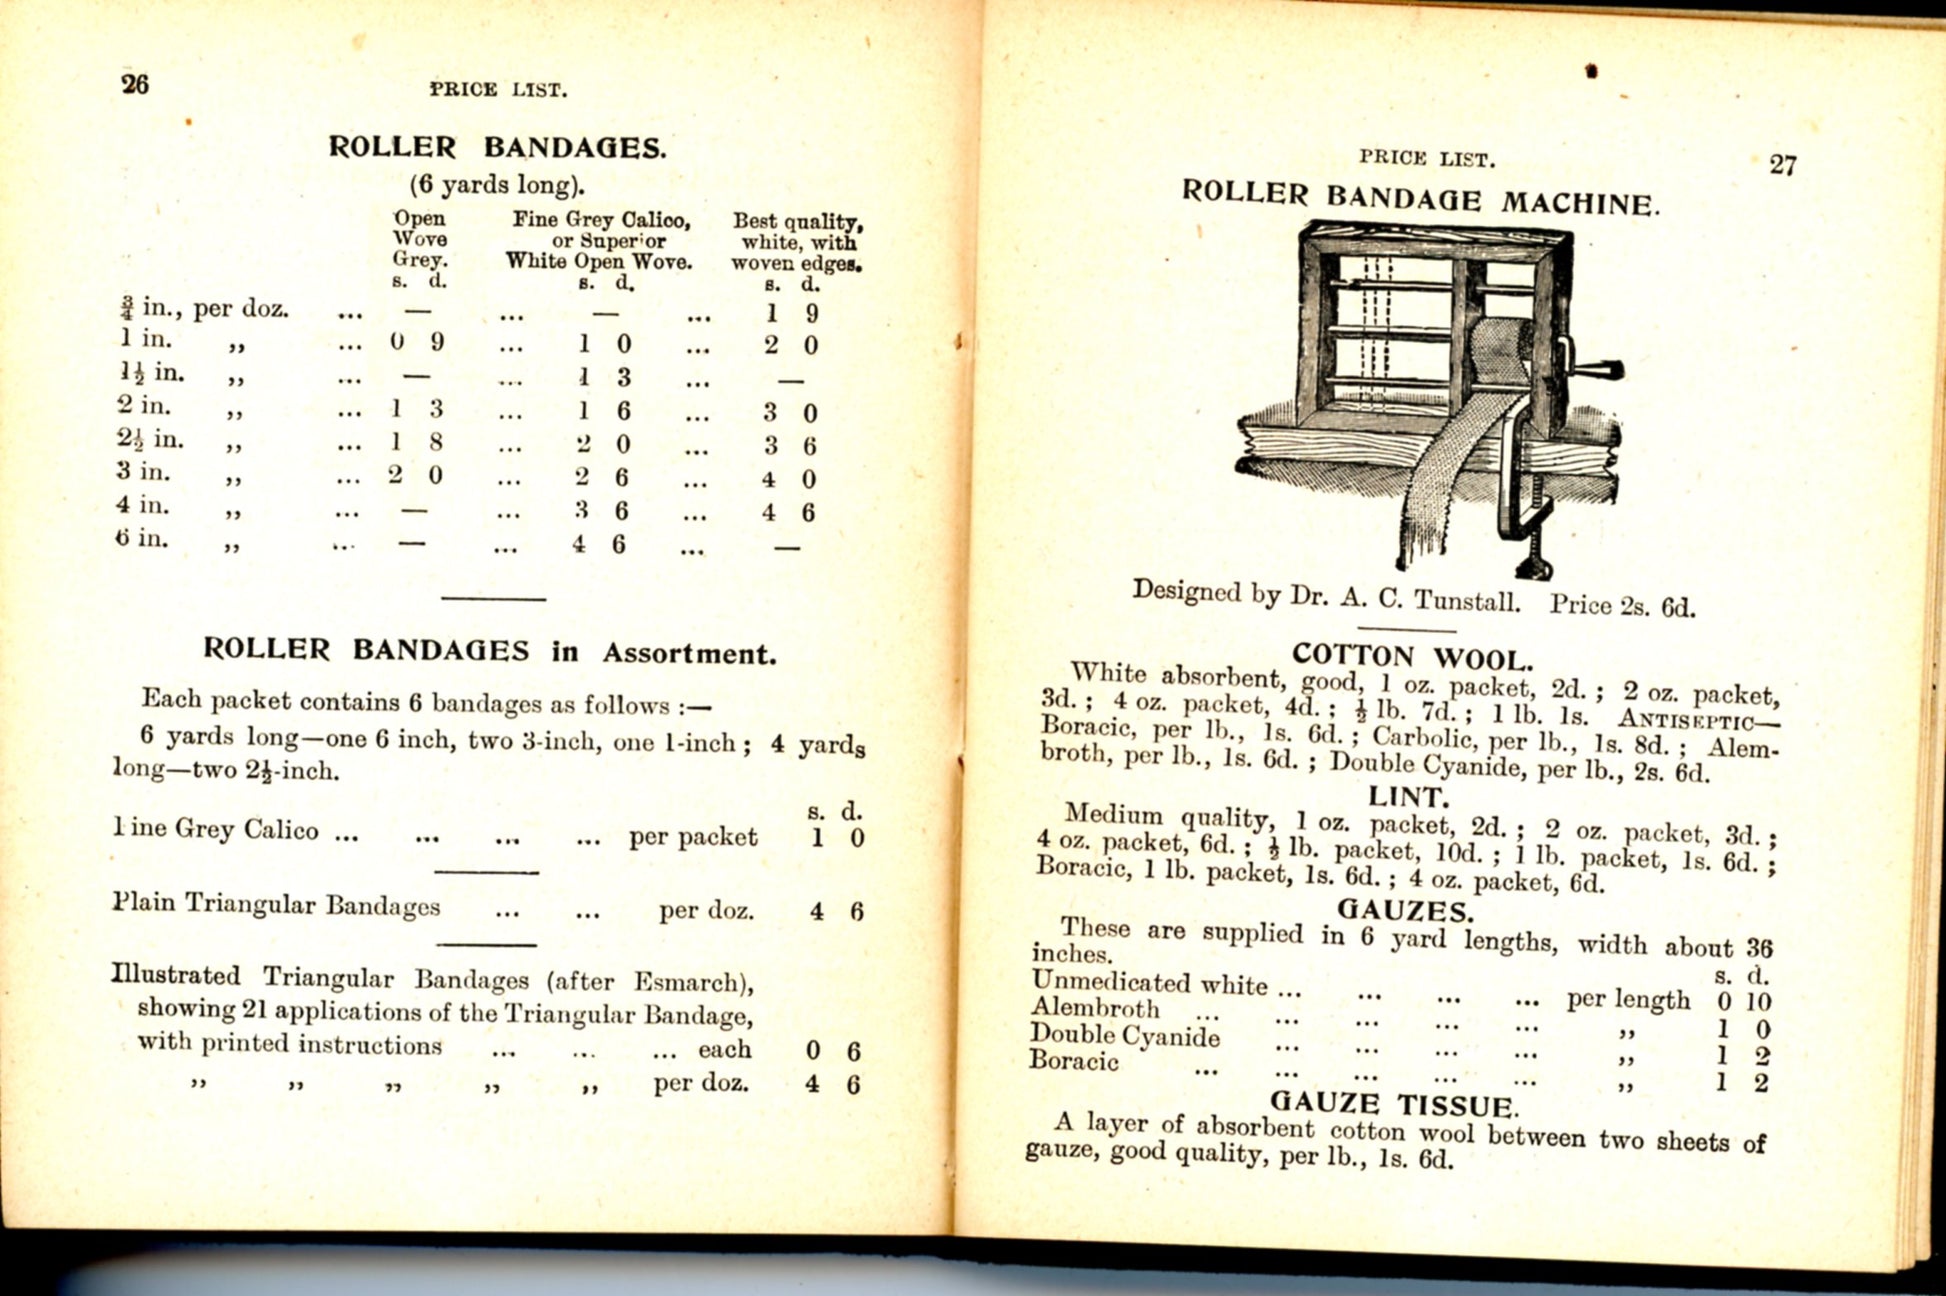 26
PRICE LIST.
ROLLER BANDAGES.
(6 yards long).
Open Wove Grey. Fine Grey Calico, or Superior White Open Wove. Best quality, white, with woven edges.
s. d. s. d. s. d.
¾ in., per doz. ... — ... — ... 1 9
1 in. ,, ... 0 9 ... 1 0 ... 2 0
1½ in. ,, ... — ... 1 3 ... —
2 in. ,, ... 1 3 ... 1 6 ... 3 0
2½ in. ,, ... 1 8 ... 2 0 ... 3 6
3 in. ,, ... 2 0 ... 2 6 ... 4 0
4 in. ,, ... — ... 3 6 ... 4 6
6 in. ,, ... — ... 4 6 ... —
ROLLER BANDAGES in Assortment.
Each packet contains 6 bandages as follows :—
6 yards long—one 6 inch, two 3-inch, one 1-inch ; 4 yards
long—two 2½-inch.
s. d.
Fine Grey Calico ... ... ... ... per packet 1 0
Plain Triangular Bandages ... ... per doz. 4 6
Illustrated Triangular Bandages (after Esmarch),
showing 21 applications of the Triangular Bandage,
with printed instructions ... ... ... each 0 6
,, ,, ,, ,, ,, per doz. 4 6
PRICE LIST. 27
ROLLER BANDAGE MACHINE.
Designed by Dr. A. C. Tunstall. Price 2s. 6d.
COTTON WOOL.
White absorbent, good, 1 oz. packet, 2d. ; 2 oz. packet,
3d. ; 4 oz. packet, 4d. ; ½ lb. 7d. ; 1 lb. 1s. ANTISEPTIC—
Boracic, per lb., 1s. 6d. ; Carbolic, per lb., 1s. 8d. ; Alem-
broth, per lb., 1s. 6d. ; Double Cyanide, per lb., 2s. 6d.
LINT.
Medium quality, 1 oz. packet, 2d. ; 2 oz. packet, 3d. ;
4 oz. packet, 6d. ; ½ lb. packet, 10d. ; 1 lb. packet, 1s. 6d. ;
Boracic, 1 lb. packet, 1s. 6d. ; 4 oz. packet, 6d.
GAUZES.
These are supplied in 6 yard lengths, width about 36
inches.
s. d.
Unmedicated white ... ... ... ... per length 0 10
Alembroth ... ... ... ... ... ,, 1 0
Double Cyanide ... ... ... ... ,, 1 2
Boracic ... ... ... ... ... ,, 1 2
GAUZE TISSUE.
A layer of absorbent cotton wool between two sheets of
gauze, good quality, per lb., 1s. 6d.